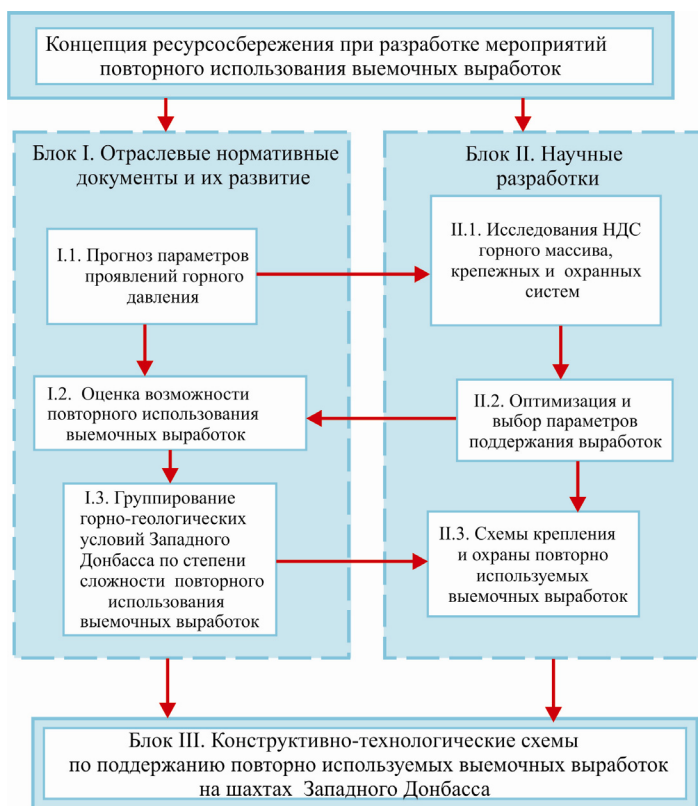 Концепция ресурсосбережения при разработке мероприятий
повторного использования выемочных выработок
Блок I. Отраслевые нормативные
документы и их развитие
I.1. Прогноз параметров
проявлений горного
давления
I.2. Оценка возможности
повторного использования
выемочных выработок
I.3. Группирование
горно-геологических
условий Западного
Донбасса по степени
сложности повторного
использования
выемочных выработок
Блок II. Научные
разработки
II.1. Исследования НДС
горного массива,
крепежных и охранных
систем
II.2. Оптимизация и
выбор параметров
поддержания выработок
II.3. Схемы крепления
и охраны повторно
используемых
выемочных выработок
Блок III. Конструктивно-технологические схемы
по поддержанию повторно используемых выемочных выработок
на шахтах Западного Донбасса